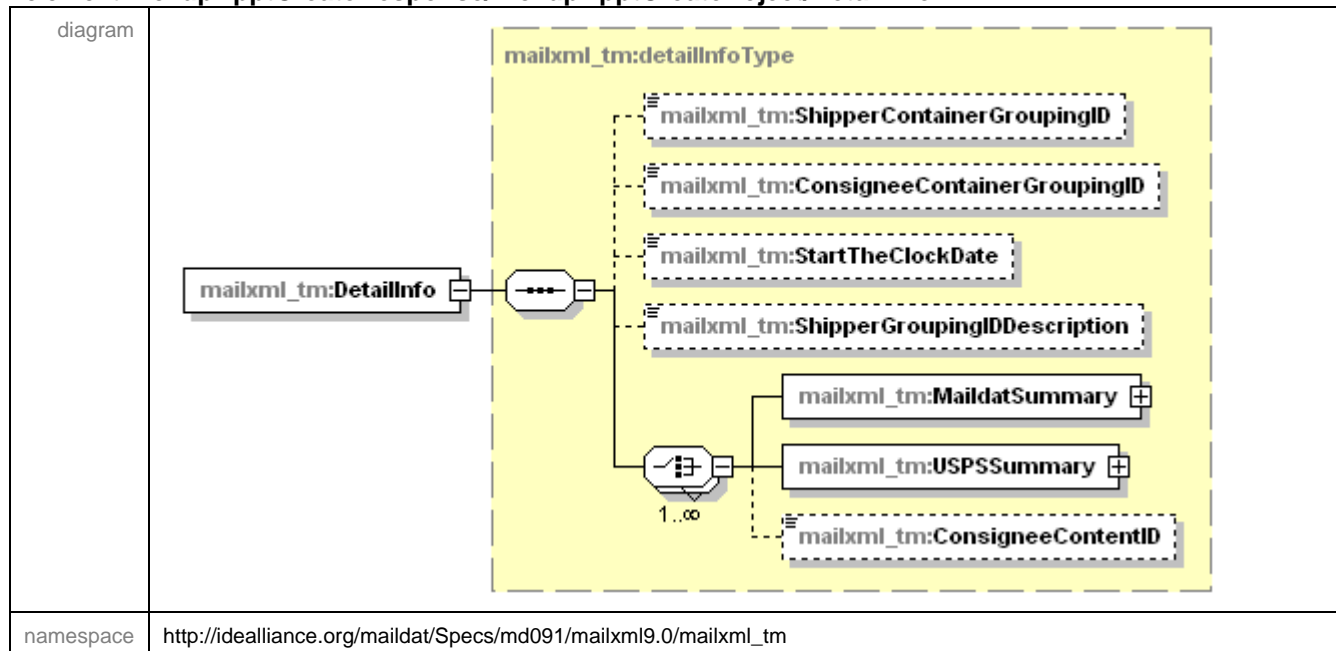 diagram
mailxml_tm:detailInfoType
mailxml_tm:ShipperContainerGroupingID
mailxml_tm:ConsigneeContainerGroupingID
mailxml_tm:StartTheClockDate
mailxml_tm:DetailInfo
mailxml_tm:ShipperGroupingIDDescription
mailxml_tm:MaildatSummary
mailxml_tm:USPSSummary
1..∞
mailxml_tm:ConsigneeContentID
namespace
http://idealliance.org/maildat/Specs/md091/mailxml9.0/mailxml_tm